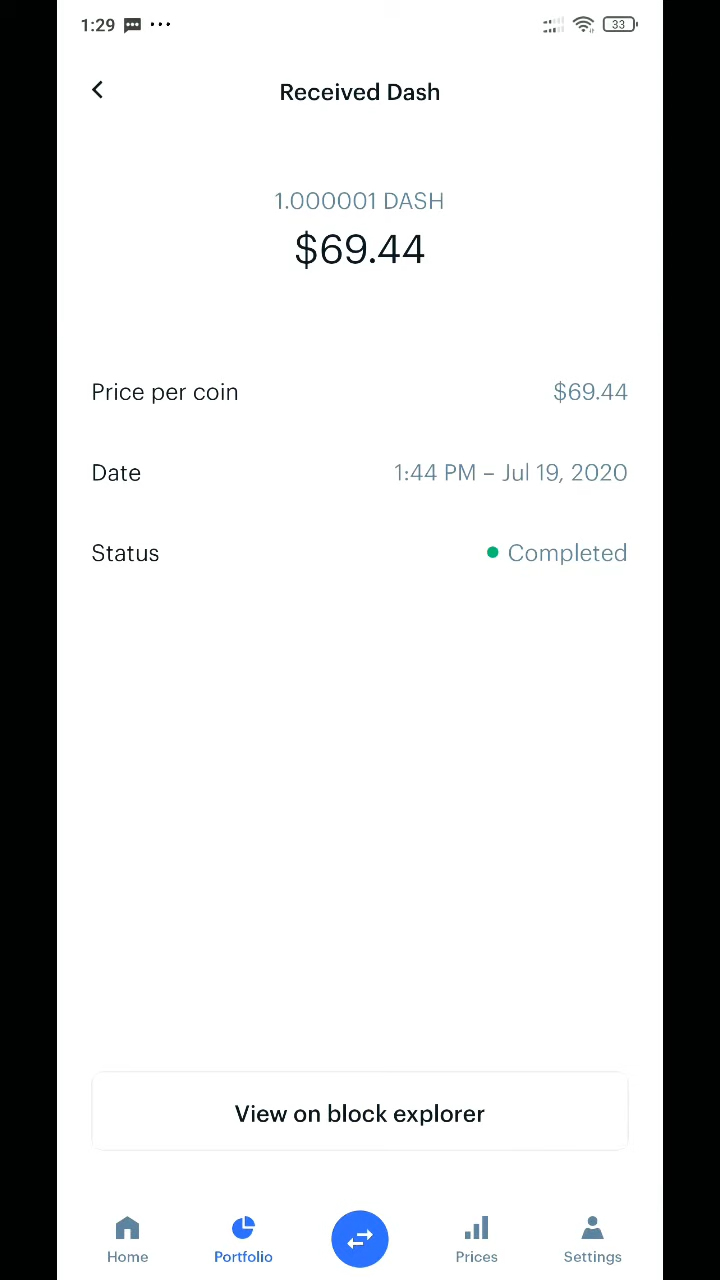 1:29
33
Received Dash
1.000001 DASH
$69.44
Price per coin $69.44
Date 1:44 PM – Jul 19, 2020
Status Completed
View on block explorer
Home Portfolio Prices Settings